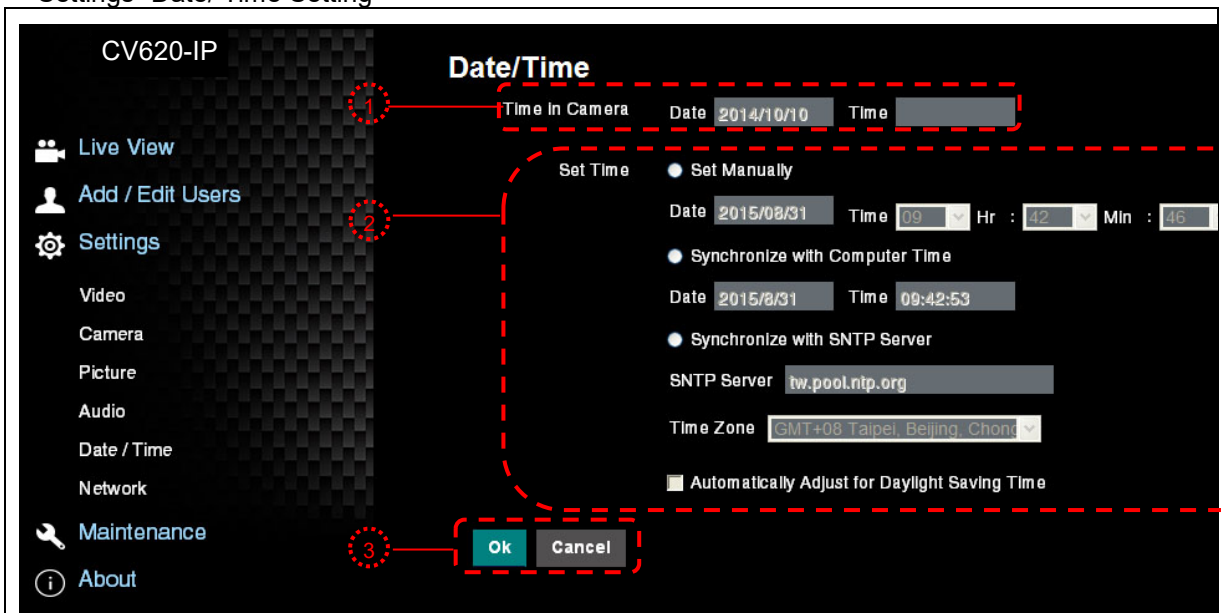 Settings- Date/ Time Setting
CV620-IP
Live View
Add / Edit Users
Settings
Video
Camera
Picture
Audio
Date / Time
Network
Maintenance
About
Date/Time
1
Time in Camera Date 2014/10/10 Time
2
Set Time Set Manually
Date 2015/08/31 Time 09 Hr : 42 Min : 46
Synchronize with Computer Time
Date 2015/8/31 Time 09:42:53
Synchronize with SNTP Server
SNTP Server tw.pool.ntp.org
Time Zone GMT+08 Taipei, Beijing, Chong
Automatically Adjust for Daylight Saving Time
3
Ok Cancel